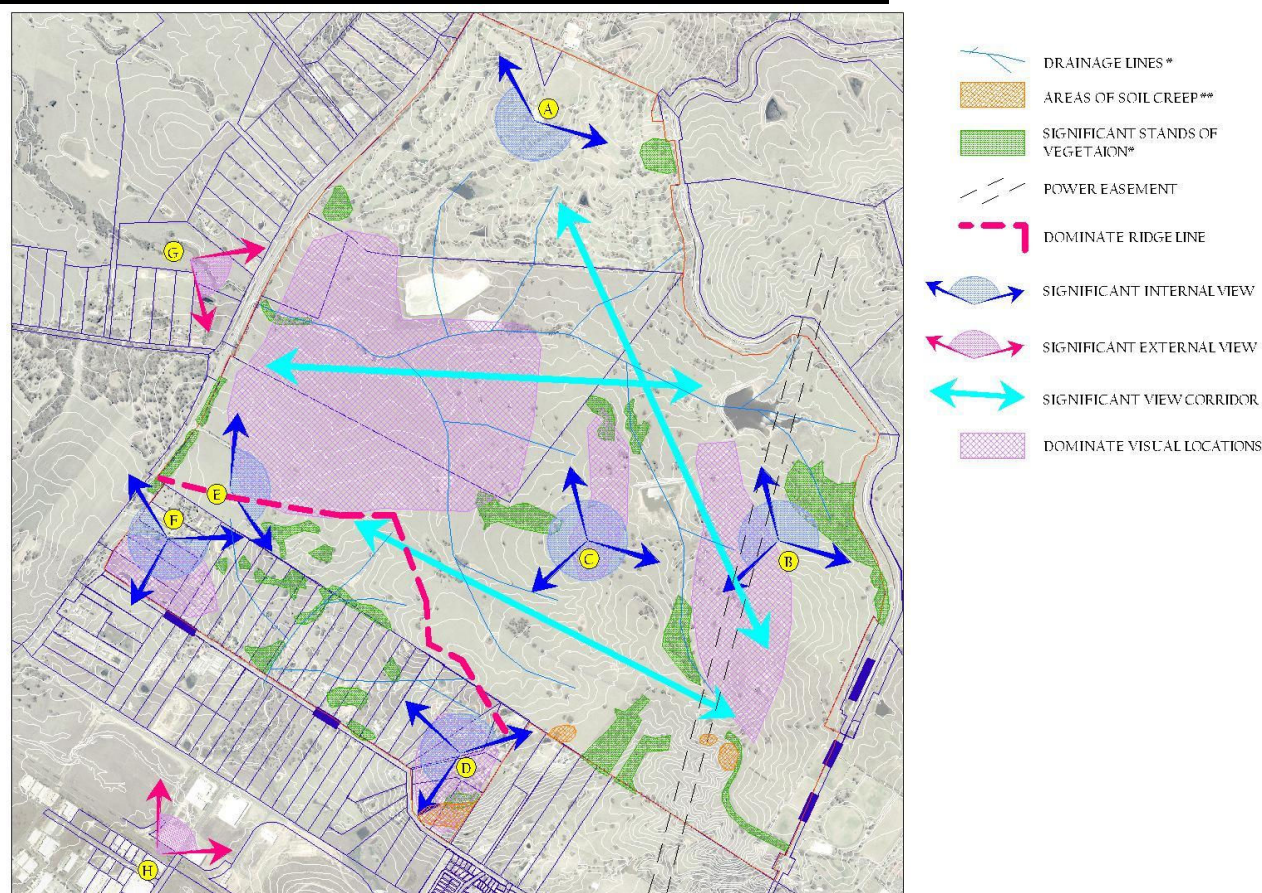 A
G
E
F
C
B
D
H
DRAINAGE LINES *
AREAS OF SOIL CREEP **
SIGNIFICANT STANDS OF
VEGETAION*
POWER EASEMENT
DOMINATE RIDGE LINE
SIGNIFICANT INTERNAL VIEW
SIGNIFICANT EXTERNAL VIEW
SIGNIFICANT VIEW CORRIDOR
DOMINATE VISUAL LOCATIONS